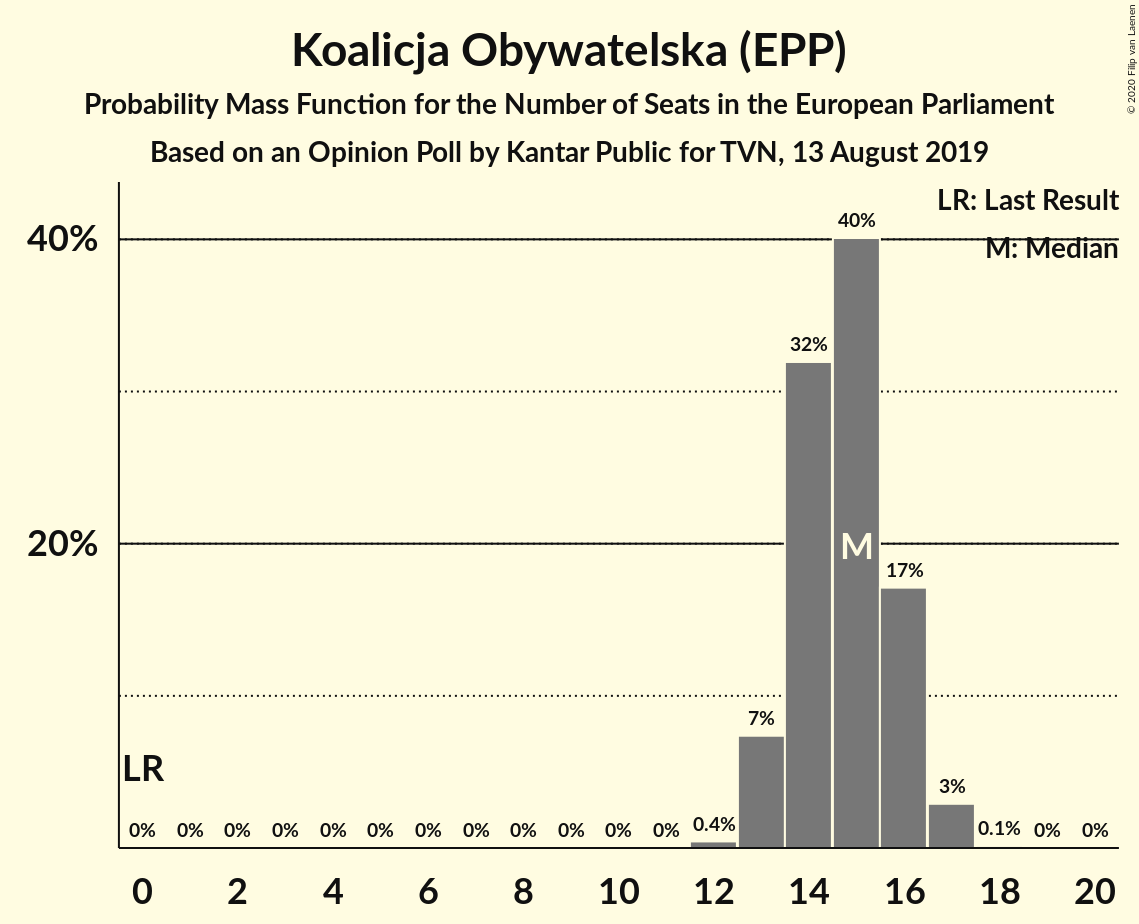 Koalicja Obywatelska (EPP)
Probability Mass Function for the Number of Seats in the European Parliament
Based on an Opinion Poll by Kantar Public for TVN, 13 August 2019
© 2020 Filip van Laenen
LR: Last Result
M: Median
40%
20%
40%
32%
M
17%
7%
LR
3%
0% 0% 0% 0% 0% 0% 0% 0% 0% 0% 0% 0% 0.4% 0.1% 0% 0%
0 2 4 6 8 10 12 14 16 18 20